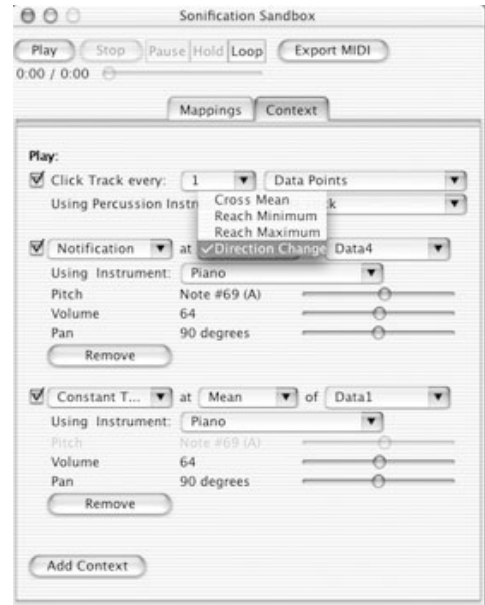 Sonification Sandbox
Play Stop Pause Hold Loop Export MIDI
0:00 / 0:00
Mappings Context
Play:
Click Track every: 1 Data Points
Using Percussion Instr ck
Cross Mean
Reach Minimum
Reach Maximum
Notification at ✓Direction Change Data4
Using Instrument: Piano
Pitch Note #69 (A)
Volume 64
Pan 90 degrees
Remove
Constant T... at Mean of Data1
Using Instrument: Piano
Pitch Note #69 (A)
Volume 64
Pan 90 degrees
Remove
Add Context